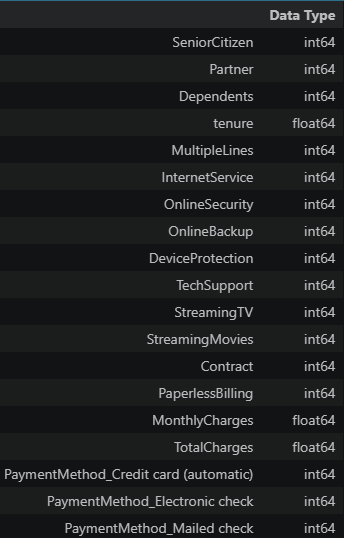 Data Type
SeniorCitizen int64
Partner int64
Dependents int64
tenure float64
MultipleLines int64
InternetService int64
OnlineSecurity int64
OnlineBackup int64
DeviceProtection int64
TechSupport int64
StreamingTV int64
StreamingMovies int64
Contract int64
PaperlessBilling int64
MonthlyCharges float64
TotalCharges float64
PaymentMethod_Credit card (automatic) int64
PaymentMethod_Electronic check int64
PaymentMethod_Mailed check int64